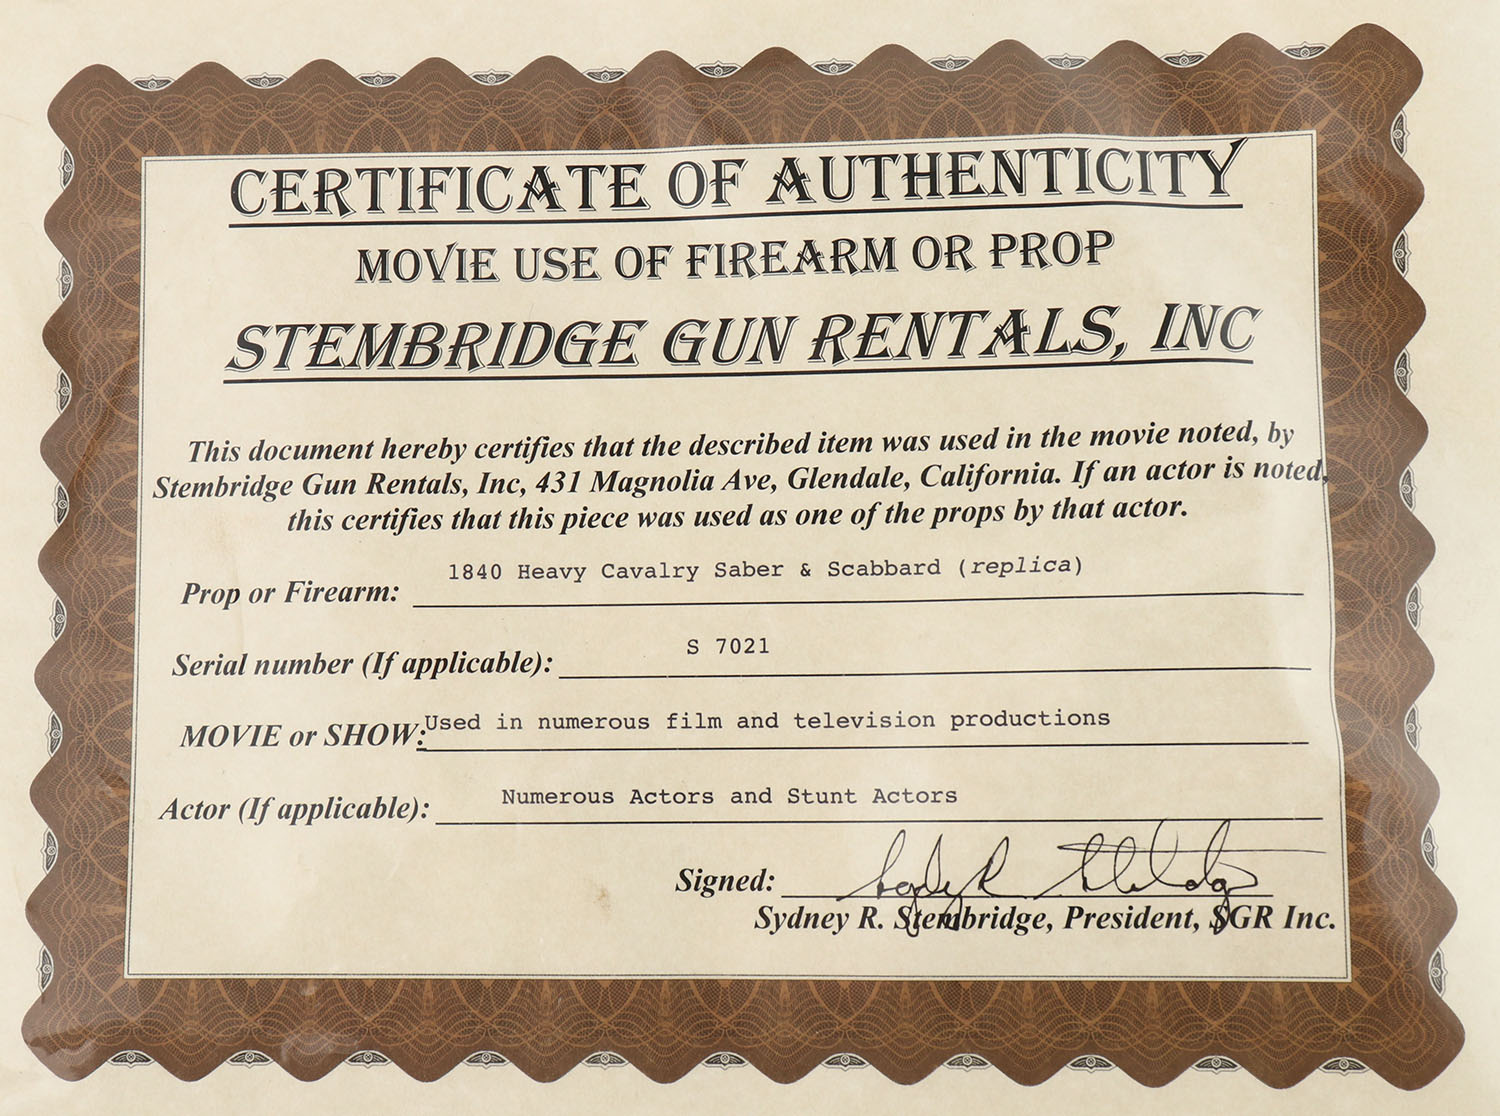 CERTIFICATE OF AUTHENTICITY
MOVIE USE OF FIREARM OR PROP
STEMBRIDGE GUN RENTALS, INC
This document hereby certifies that the described item was used in the movie noted, by
Stembridge Gun Rentals, Inc, 431 Magnolia Ave, Glendale, California. If an actor is noted,
this certifies that this piece was used as one of the props by that actor.
Prop or Firearm: 1840 Heavy Cavalry Saber & Scabbard (replica)
Serial number (If applicable): S 7021
MOVIE or SHOW: Used in numerous film and television productions
Actor (If applicable): Numerous Actors and Stunt Actors
Signed:
Sydney R. Stembridge, President, SGR Inc.